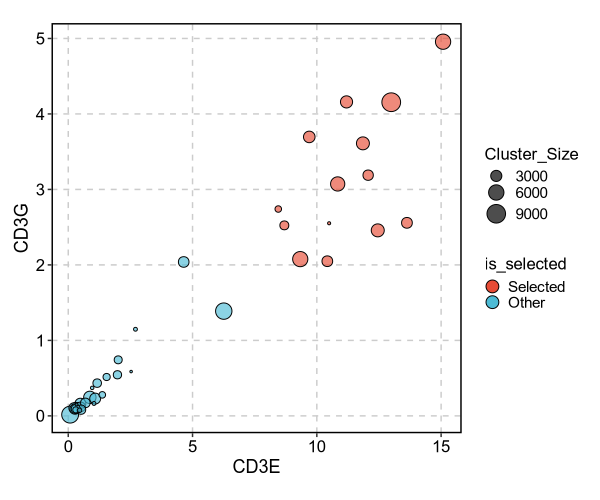 5
4
3
2
1
0
CD3G
0 5 10 15
CD3E
Cluster_Size
3000
6000
9000
is_selected
Selected
Other